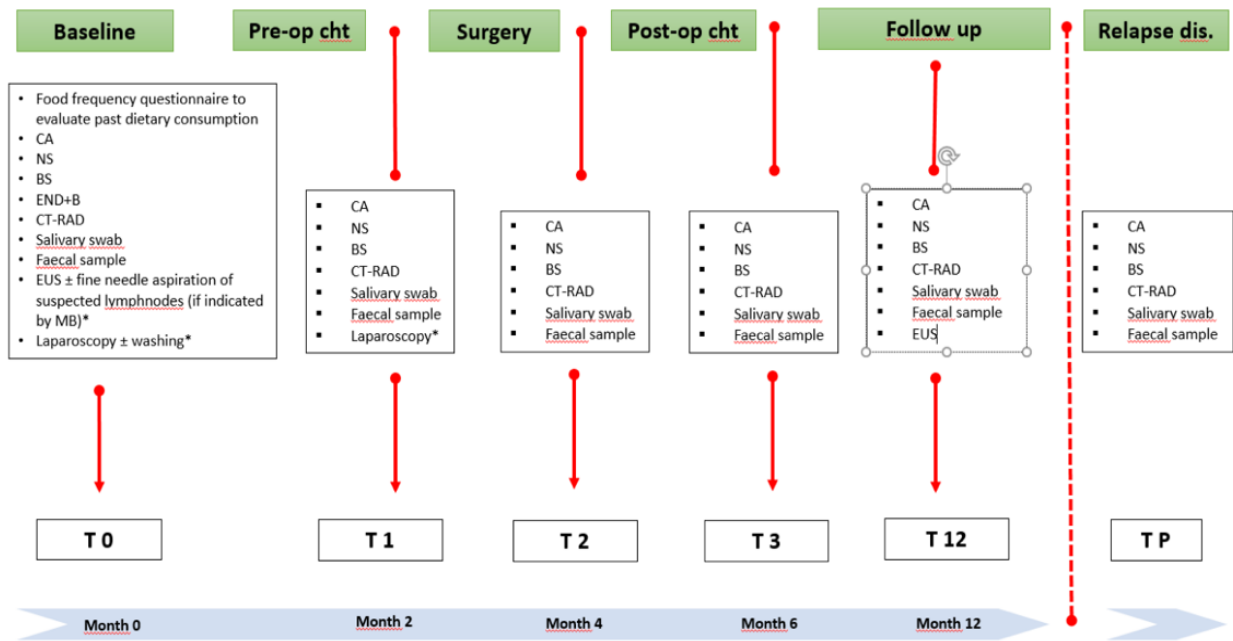 Baseline
Pre-op cht
Surgery
Post-op cht
Follow up
Relapse dis.
• Food frequency questionnaire to
evaluate past dietary consumption
• CA
• NS
• BS
• END+B
• CT-RAD
• Salivary swab
• Faecal sample
• EUS ± fine needle aspiration of
suspected lymphnodes (if indicated
by MB)*
• Laparoscopy ± washing*
▪ CA
▪ NS
▪ BS
▪ CT-RAD
▪ Salivary swab
▪ Faecal sample
▪ Laparoscopy*
▪ CA
▪ NS
▪ BS
▪ CT-RAD
▪ Salivary swab
▪ Faecal sample
▪ CA
▪ NS
▪ BS
▪ CT-RAD
▪ Salivary swab
▪ Faecal sample
▪ CA
▪ NS
▪ BS
▪ CT-RAD
▪ Salivary swab
▪ Faecal sample
▪ EUS
▪ CA
▪ NS
▪ BS
▪ CT-RAD
▪ Salivary swab
▪ Faecal sample
T 0
T 1
T 2
T 3
T 12
T P
Month 0
Month 2
Month 4
Month 6
Month 12